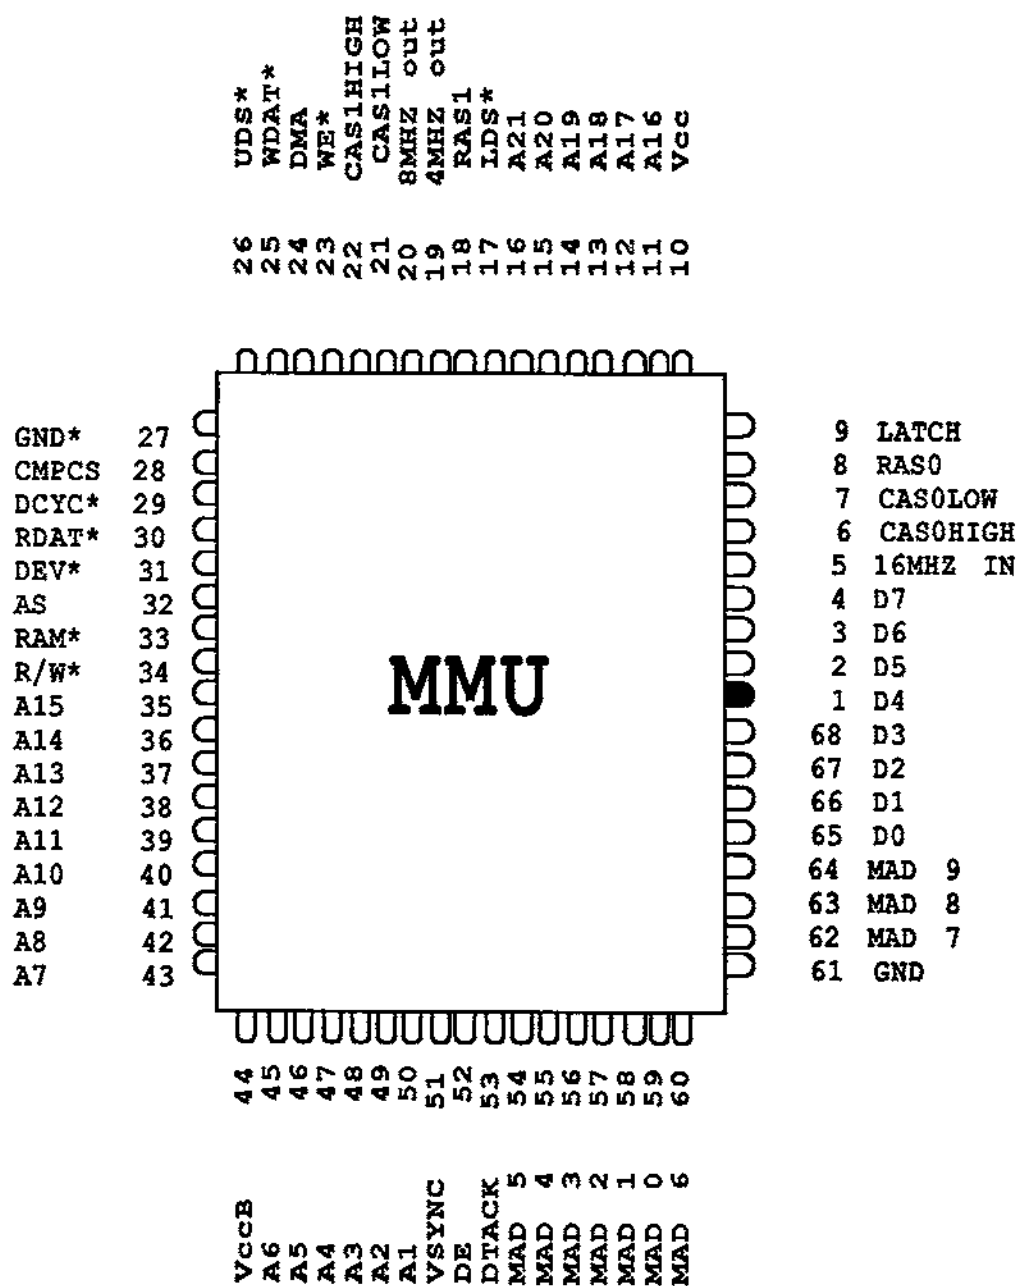 UDS*
WDAT*
DMA
WE*
CAS1HIGH
CAS1LOW
8MHZ out
4MHZ out
RAS1
LDS*
A21
A20
A19
A18
A17
A16
Vcc
26
25
24
23
22
21
20
19
18
17
16
15
14
13
12
11
10
GND* 27
CMPCS 28
DCYC* 29
RDAT* 30
DEV* 31
AS 32
RAM* 33
R/W* 34
A15 35
A14 36
A13 37
A12 38
A11 39
A10 40
A9 41
A8 42
A7 43
MMU
9 LATCH
8 RAS0
7 CAS0LOW
6 CAS0HIGH
5 16MHZ IN
4 D7
3 D6
2 D5
1 D4
68 D3
67 D2
66 D1
65 D0
64 MAD 9
63 MAD 8
62 MAD 7
61 GND
44
45
46
47
48
49
50
51
52
53
54
55
56
57
58
59
60
VccB
A6
A5
A4
A3
A2
A1
VSYNC
DE
DTACK
MAD 5
MAD 4
MAD 3
MAD 2
MAD 1
MAD 0
MAD 6